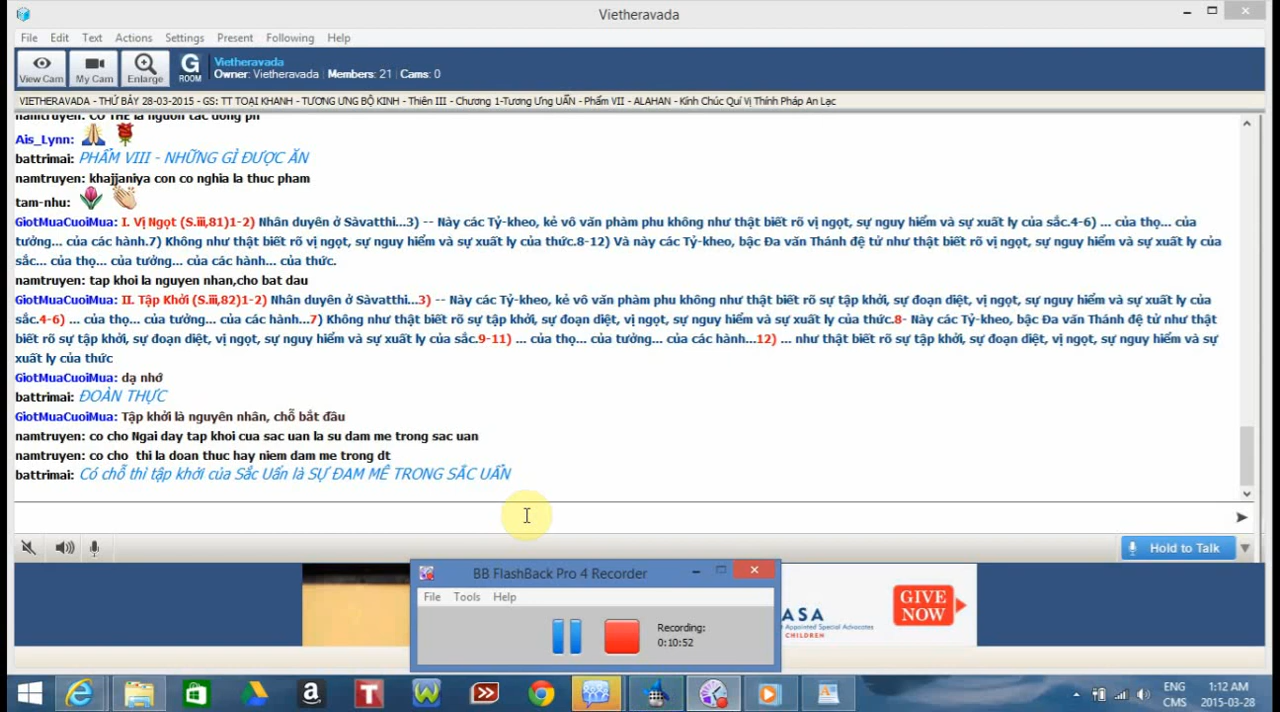 Vietheravada
File Edit Text Actions Settings Present Following Help
View Cam My Cam Enlarge G ROOM
Vietheravada
Owner: Vietheravada Members: 21 Cams: 0
VIETHERAVADA - THỨ BẢY 28-03-2015 - GS: TT TOẠI KHANH - TƯƠNG ƯNG BỘ KINH - Thiên III - Chương 1-Tương Ưng UẨN - Phẩm VII - ALAHAN - Kính Chúc Quí Vị Thính Pháp An Lạc
namtruyen: CO THE la nguon tac dong ph
Ais_Lynn:
battrimai: PHẨM VIII - NHỮNG GÌ ĐƯỢC ĂN
namtruyen: khajjaniya con co nghia la thuc pham
tam-nhu:
GiotMuaCuoiMua: I. Vị Ngọt (S.iii,81)1-2) Nhân duyên ở Sàvatthi...3) -- Này các Tỷ-kheo, kẻ vô văn phàm phu không như thật biết rõ vị ngọt, sự nguy hiểm và sự xuất ly của sắc.4-6) ... của thọ... của
tưởng... của các hành.7) Không như thật biết rõ vị ngọt, sự nguy hiểm và sự xuất ly của thức.8-12) Và này các Tỷ-kheo, bậc Đa văn Thánh đệ tử như thật biết rõ vị ngọt, sự nguy hiểm và sự xuất ly của
sắc... của thọ... của tưởng... của các hành... của thức.
namtruyen: tap khoi la nguyen nhan,cho bat dau
GiotMuaCuoiMua: II. Tập Khởi (S.iii,82)1-2) Nhân duyên ở Sàvatthi...3) -- Này các Tỷ-kheo, kẻ vô văn phàm phu không như thật biết rõ sự tập khởi, sự đoạn diệt, vị ngọt, sự nguy hiểm và sự xuất ly của
sắc.4-6) ... của thọ... của tưởng... của các hành...7) Không như thật biết rõ sự tập khởi, sự đoạn diệt, vị ngọt, sự nguy hiểm và sự xuất ly của thức.8- Này các Tỷ-kheo, bậc Đa văn Thánh đệ tử như thật
biết rõ sự tập khởi, sự đoạn diệt, vị ngọt, sự nguy hiểm và sự xuất ly của sắc.9-11) ... của thọ... của tưởng... của các hành...12) ... như thật biết rõ sự tập khởi, sự đoạn diệt, vị ngọt, sự nguy hiểm và sự
xuất ly của thức
GiotMuaCuoiMua: dạ nhớ
battrimai: ĐOÀN THỰC
GiotMuaCuoiMua: Tập khởi là nguyên nhân, chỗ bắt đâu
namtruyen: co cho Ngai day tap khoi cua sac uan la su dam me trong sac uan
namtruyen: co cho thi la doan thuc hay niem dam me trong dt
battrimai: Có chỗ thì tập khởi của Sắc Uẩn là SỰ ĐAM MÊ TRONG SẮC UẨN
Hold to Talk
BB FlashBack Pro 4 Recorder
File Tools Help
Recording:
0:10:52
ASA
Appointed Special Advocates
CHILDREN
GIVE
NOW
ENG
CMS
1:12 AM
2015-03-28